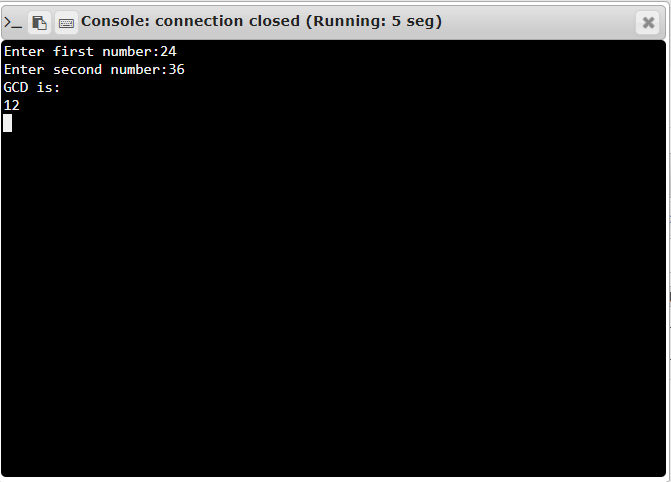 Console: connection closed (Running: 5 seg)
Enter first number:24
Enter second number:36
GCD is:
12